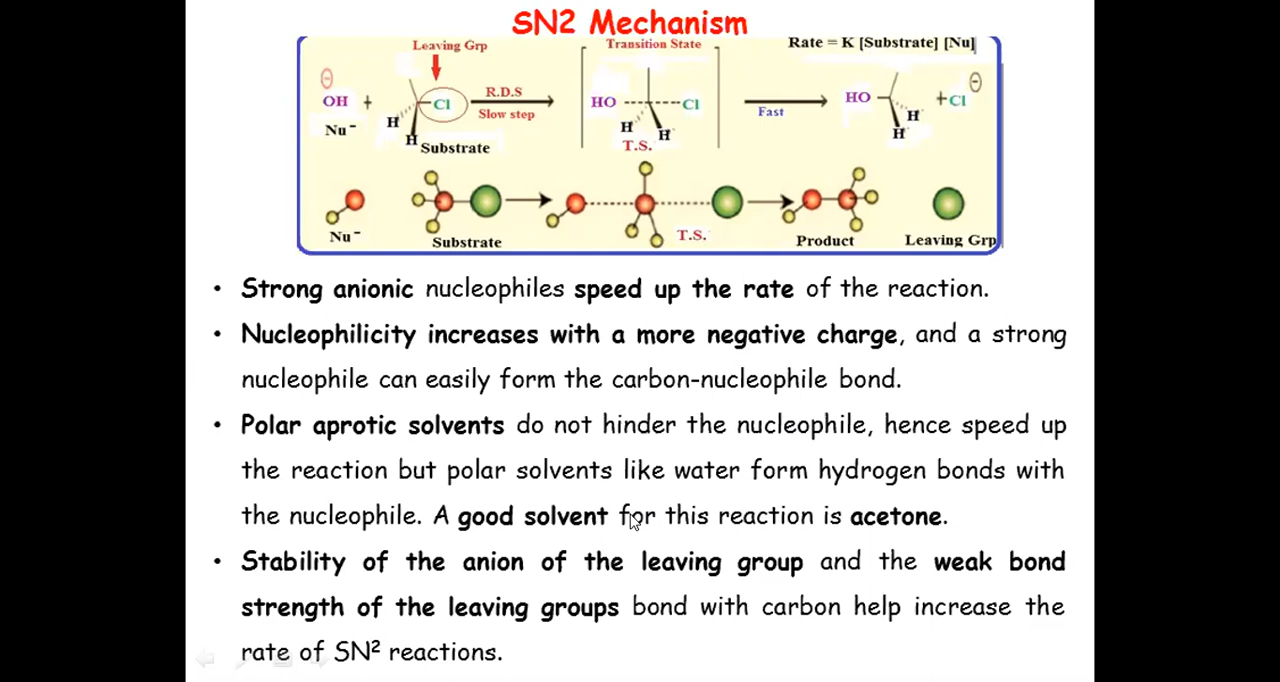 SN2 Mechanism
Leaving Grp
Transition State
Rate = K [Substrate] [Nu]
⊖
OH + Cl R.D.S HO Cl HO +Cl ⊖
Nu⁻ H Slow step Fast H
H Substrate H H T.S. H
Nu⁻ Substrate T.S. Product Leaving Grp
• Strong anionic nucleophiles speed up the rate of the reaction.
• Nucleophilicity increases with a more negative charge, and a strong
nucleophile can easily form the carbon-nucleophile bond.
• Polar aprotic solvents do not hinder the nucleophile, hence speed up
the reaction but polar solvents like water form hydrogen bonds with
the nucleophile. A good solvent for this reaction is acetone.
• Stability of the anion of the leaving group and the weak bond
strength of the leaving groups bond with carbon help increase the
rate of SN² reactions.